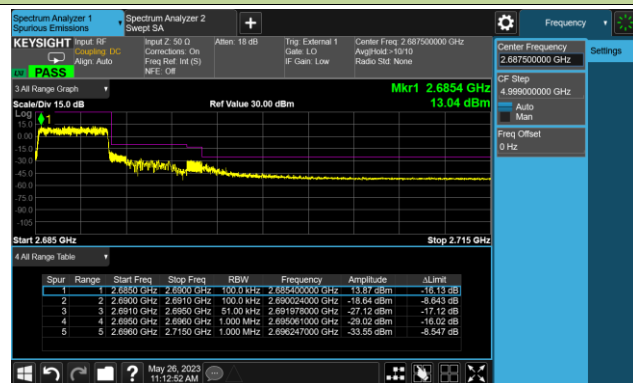 Spectrum Analyzer 1
Spurious Emissions
Spectrum Analyzer 2
Swept SA
Frequency
KEYSIGHT
Input: RF
Coupling: DC
Align: Auto
Input Z: 50 Ω
Corrections: On
Freq Ref: Int (S)
NFE: Off
Atten: 18 dB
Trig: External 1
Gate: LO
IF Gain: Low
Center Freq: 2.687500000 GHz
Avg|Hold:>10/10
Radio Std: None
PASS
Center Frequency
2.687500000 GHz
Settings
CF Step
4.999000000 GHz
Auto
Man
Freq Offset
0 Hz
3 All Range Graph
Mkr1 2.6854 GHz
Scale/Div 15.0 dB
Ref Value 30.00 dBm
13.04 dBm
Log
1
15.0
0.00
-15.0
-30.0
-45.0
-60.0
-75.0
-90.0
-105
Start 2.685 GHz
Stop 2.715 GHz
4 All Range Table
Spur Range Start Freq Stop Freq RBW Frequency Amplitude ΔLimit
1 1 2.6850 GHz 2.6900 GHz 100.0 kHz 2.685400000 GHz 13.87 dBm -16.13 dB
2 2 2.6900 GHz 2.6910 GHz 100.0 kHz 2.690024000 GHz -18.64 dBm -8.643 dB
3 3 2.6910 GHz 2.6950 GHz 51.00 kHz 2.691978000 GHz -27.12 dBm -17.12 dB
4 4 2.6950 GHz 2.6960 GHz 1.000 MHz 2.695061000 GHz -29.02 dBm -16.02 dB
5 5 2.6960 GHz 2.7150 GHz 1.000 MHz 2.696247000 GHz -33.55 dBm -8.547 dB
May 26, 2023
11:12:52 AM